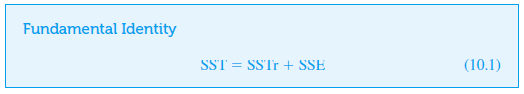 Fundamental Identity
SST = SSTr + SSE (10.1)